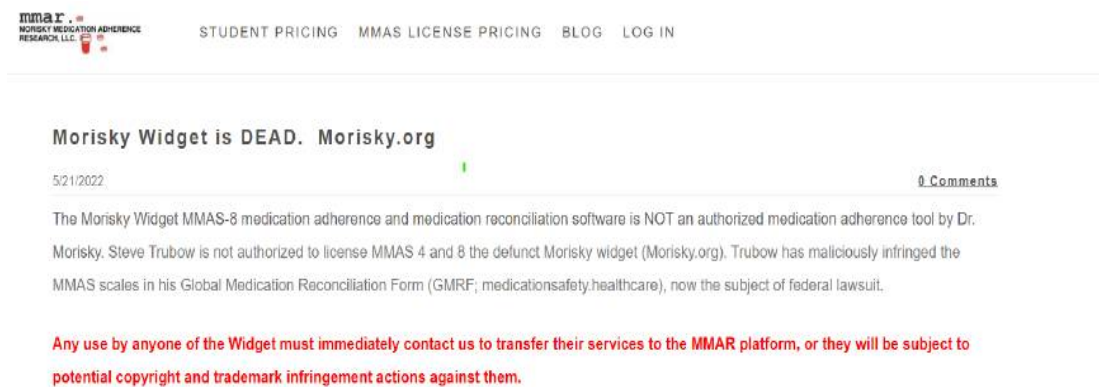 mmar.
MORISKY MEDICATION ADHERENCE
RESEARCH, LLC.
STUDENT PRICING MMAS LICENSE PRICING BLOG LOG IN
Morisky Widget is DEAD. Morisky.org
5/21/2022
0 Comments
The Morisky Widget MMAS-8 medication adherence and medication reconciliation software is NOT an authorized medication adherence tool by Dr.
Morisky. Steve Trubow is not authorized to license MMAS 4 and 8 the defunct Morisky widget (Morisky.org). Trubow has maliciously infringed the
MMAS scales in his Global Medication Reconciliation Form (GMRF; medicationsafety.healthcare), now the subject of federal lawsuit.
Any use by anyone of the Widget must immediately contact us to transfer their services to the MMAR platform, or they will be subject to
potential copyright and trademark infringement actions against them.